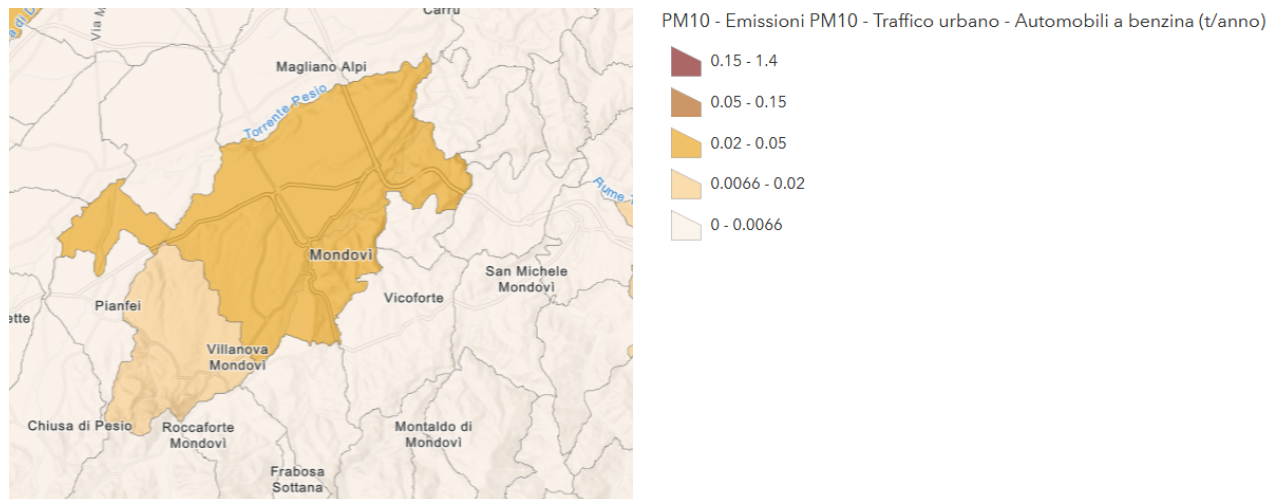 a di D
Via M
Carrù
Magliano Alpi
Torrente Pesio
Fiume T
Mondovì
San Michele
Mondovì
Vicoforte
Pianfei
ette
Villanova
Mondovì
Chiusa di Pesio
Roccaforte
Mondovì
Montaldo di
Mondovì
Frabosa
Sottana
PM10 - Emissioni PM10 - Traffico urbano - Automobili a benzina (t/anno)
0.15 - 1.4
0.05 - 0.15
0.02 - 0.05
0.0066 - 0.02
0 - 0.0066